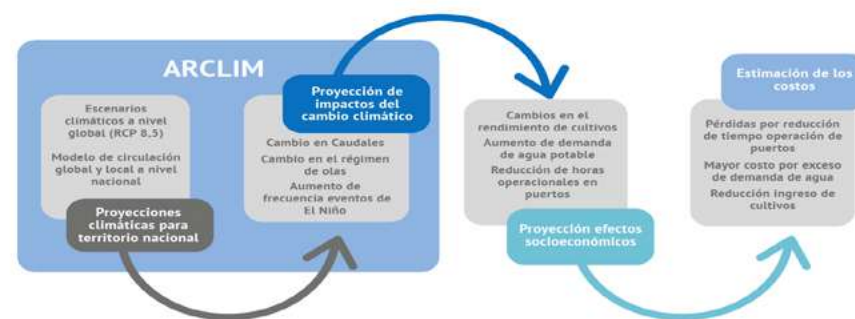 ARCLIM
Escenarios
climáticos a nivel
global (RCP 8.5)
Modelo de circulación
global y local a nivel
nacional
Proyecciones
climáticas para
territorio nacional
Proyección de
impactos del
cambio climático
Cambio en Caudales
Cambio en el régimen
de olas
Aumento de
frecuencia eventos de
El Niño
Cambios en el
rendimiento de cultivos
Aumento de demanda
de agua potable
Reducción de horas
operacionales en
puertos
Proyección efectos
socioeconómicos
Estimación de los
costos
Pérdidas por reducción
de tiempo operación de
puertos
Mayor costo por exceso
de demanda de agua
Reducción ingreso de
cultivos